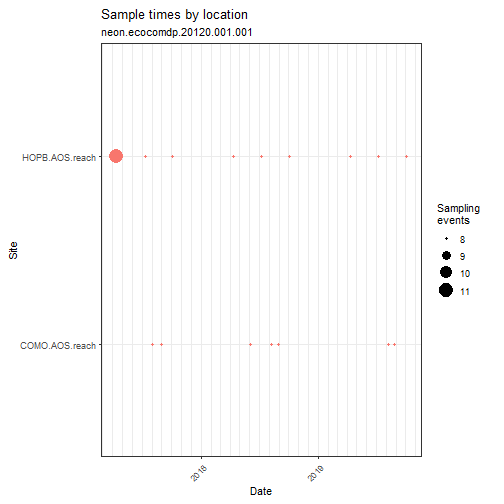 Sample times by location
neon.ecocomdp.20120.001.001
HOPB.AOS.reach
COMO.AOS.reach
Site
2018
2019
Date
Sampling
events
8
9
10
11